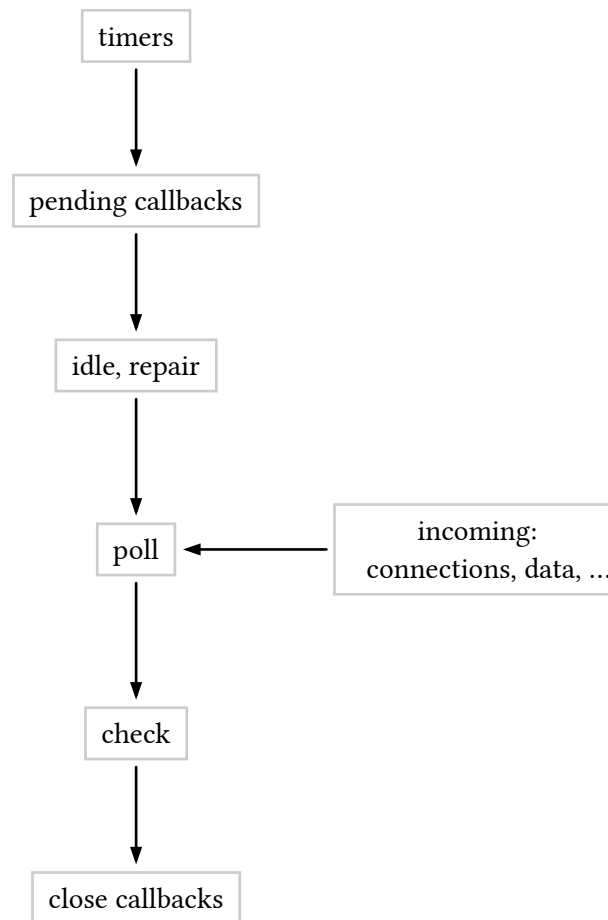 timers
pending callbacks
idle, repair
poll
incoming:
connections, data, …
check
close callbacks